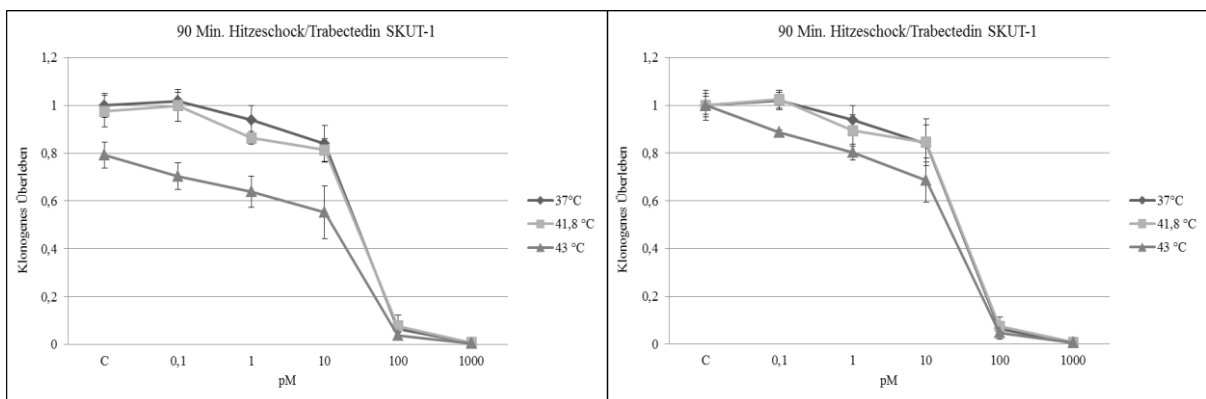 90 Min. Hitzeschock/Trabectedin SKUT-1
1,2
1
0,8
0,6
0,4
0,2
0
Klonogenes Überleben
C 0,1 1 10 100 1000
pM
37°C
41,8 °C
43 °C
90 Min. Hitzeschock/Trabectedin SKUT-1
1,2
1
0,8
0,6
0,4
0,2
0
Klonogenes Überleben
C 0,1 1 10 100 1000
pM
37°C
41,8 °C
43 °C